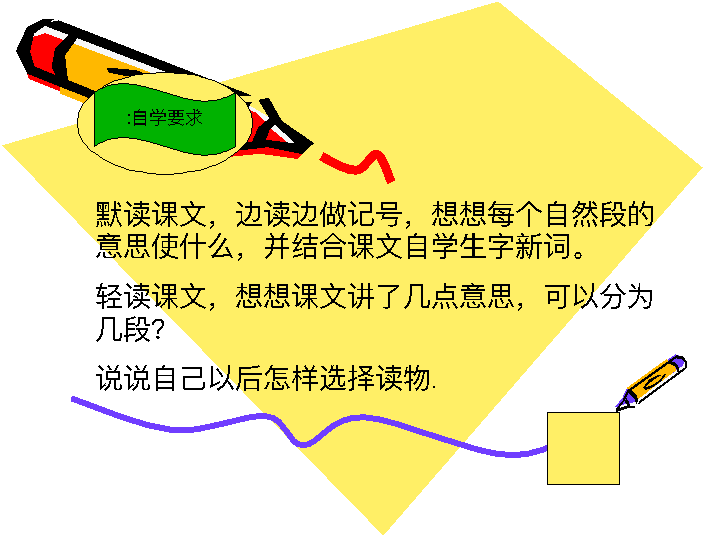 :自学要求
默读课文，边读边做记号，想想每个自然段的
意思使什么，并结合课文自学生字新词。
轻读课文，想想课文讲了几点意思，可以分为
几段?
说说自己以后怎样选择读物.